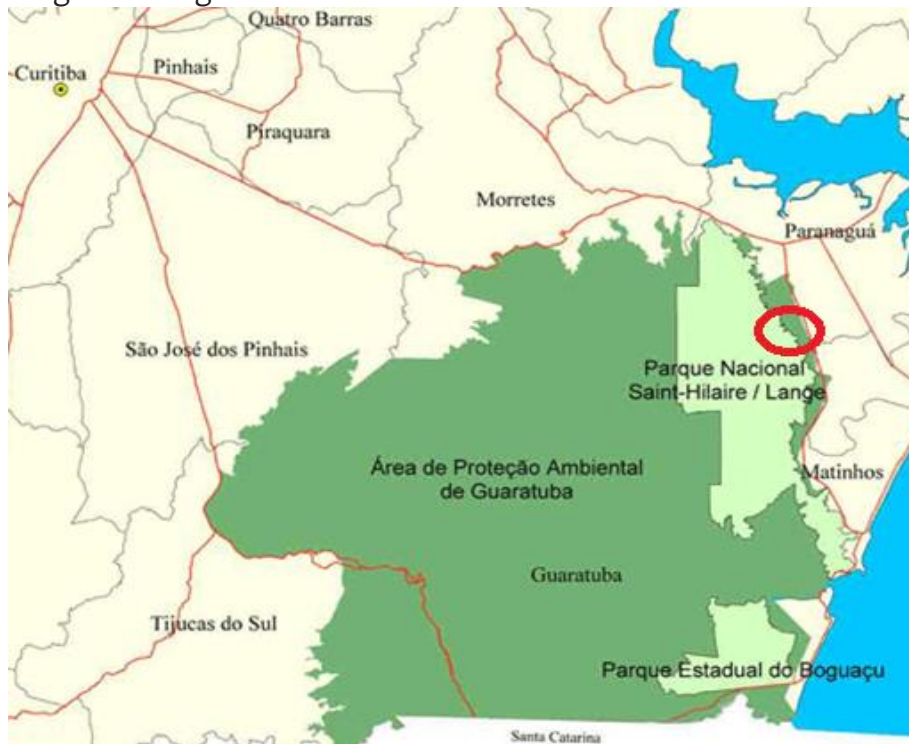 Quatro Barras
Curitiba
Pinhais
Piraquara
Morretes
Paranaguá
São José dos Pinhais
Parque Nacional
Saint-Hilaire / Lange
Área de Proteção Ambiental
de Guaratuba
Matinhos
Guaratuba
Tijucas do Sul
Parque Estadual do Boguaçu
Santa Catarina